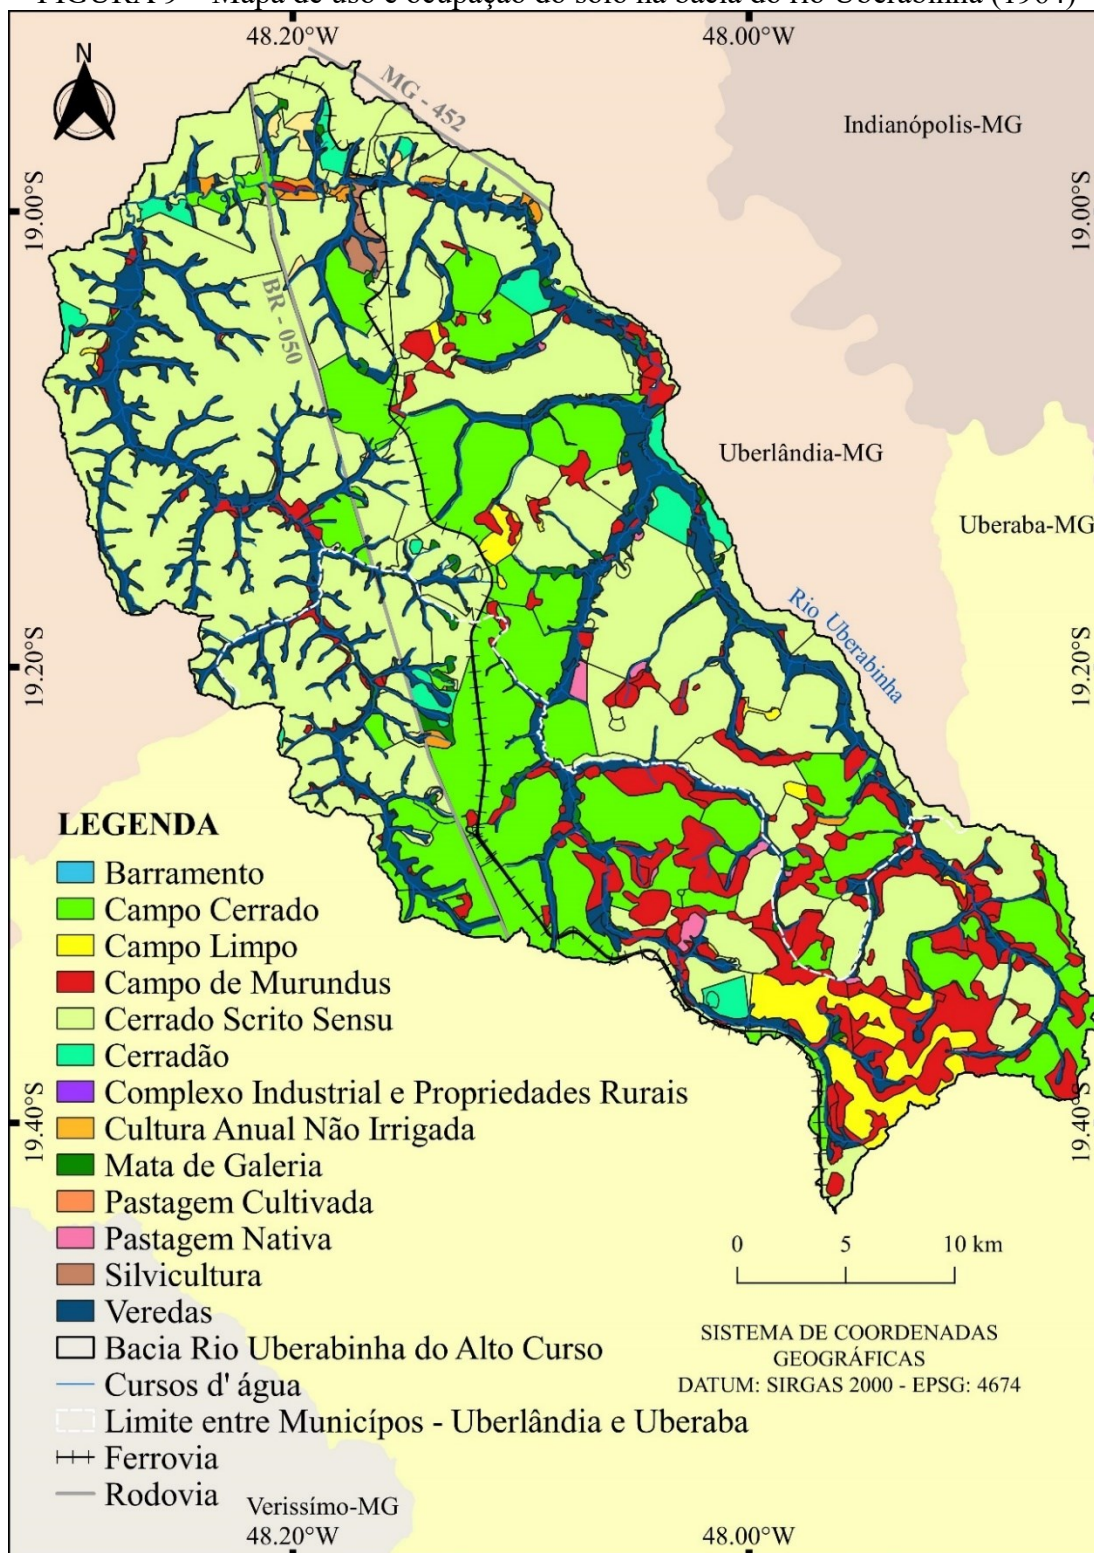 FIGURA 9 – Mapa de uso e ocupação do solo na bacia do rio Uberabinha (1964)
48.20°W
48.00°W
N
MG - 452
Indianópolis-MG
19.00°S
19.00°S
BR - 050
Uberlândia-MG
Uberaba-MG
Rio Uberabinha
19.20°S
19.20°S
LEGENDA
Barramento
Campo Cerrado
Campo Limpo
Campo de Murundus
Cerrado Scrito Sensu
Cerradão
Complexo Industrial e Propriedades Rurais
Cultura Anual Não Irrigada
Mata de Galeria
Pastagem Cultivada
Pastagem Nativa
Silvicultura
Veredas
Bacia Rio Uberabinha do Alto Curso
Cursos d' água
Limite entre Municípos - Uberlândia e Uberaba
Ferrovia
Rodovia
19.40°S
19.40°S
0 5 10 km
SISTEMA DE COORDENADAS
GEOGRÁFICAS
DATUM: SIRGAS 2000 - EPSG: 4674
Veríssimo-MG
48.20°W
48.00°W